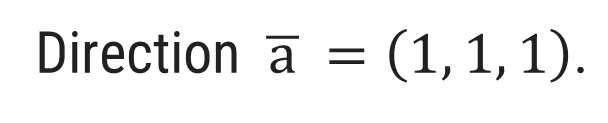 Direction a̅ = (1, 1, 1).